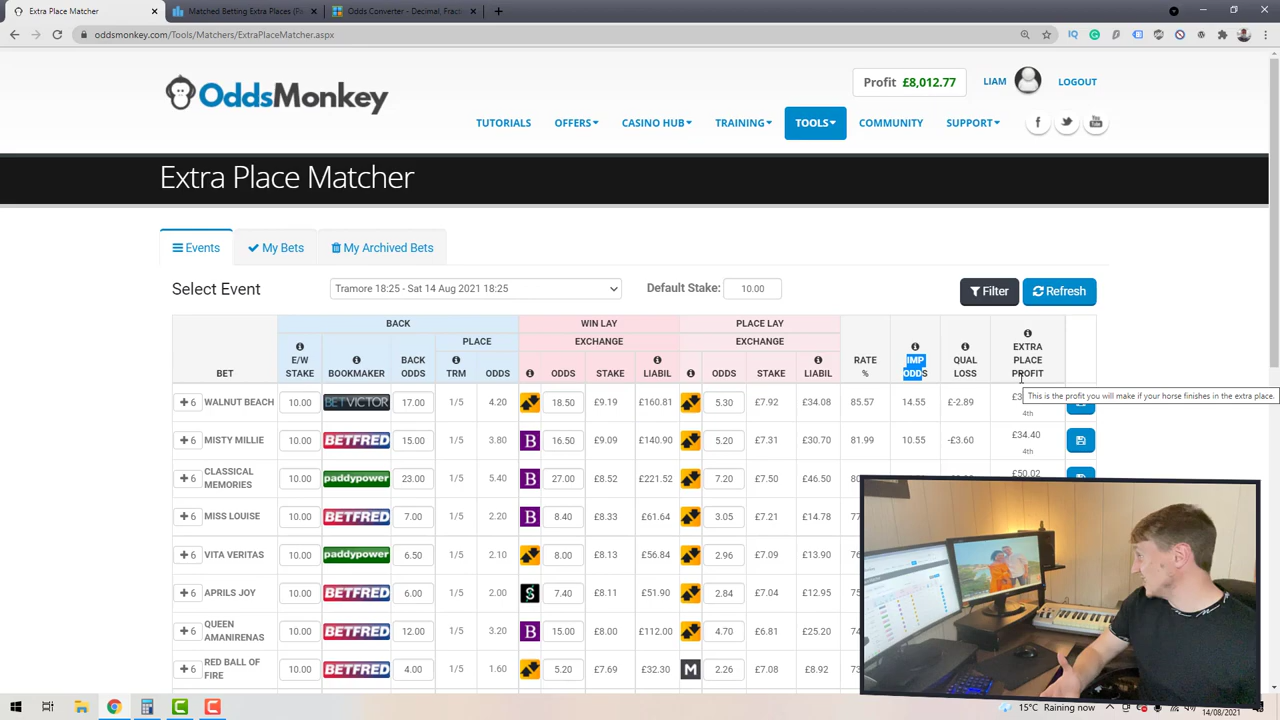 Extra Place Matcher
Matched Betting Extra Places (P
Odds Converter - Decimal, Fract
oddsmonkey.com/Tools/Matchers/ExtraPlaceMatcher.aspx
OddsMonkey
Profit £8,012.77
LIAM
LOGOUT
TUTORIALS OFFERS CASINO HUB TRAINING TOOLS COMMUNITY SUPPORT
Extra Place Matcher
Events My Bets My Archived Bets
Select Event Tramore 18:25 - Sat 14 Aug 2021 18:25 Default Stake: 10.00 Filter Refresh
BACK WIN LAY PLACE LAY
PLACE EXCHANGE EXCHANGE
BET E/W STAKE BOOKMAKER BACK ODDS TRM ODDS ODDS STAKE LIABIL ODDS STAKE LIABIL RATE % IMP ODDS QUAL LOSS EXTRA PLACE PROFIT
+6 WALNUT BEACH 10.00 BETVICTOR 17.00 1/5 4.20 18.50 £9.19 £160.81 5.30 £7.92 £34.08 85.57 14.55 £-2.89
4th
This is the profit you will make if your horse finishes in the extra place.
+6 MISTY MILLIE 10.00 BETFRED 15.00 1/5 3.80 B 16.50 £9.09 £140.90 5.20 £7.31 £30.70 81.99 10.55 -£3.60 £34.40
4th
+6 CLASSICAL MEMORIES 10.00 paddypower 23.00 1/5 5.40 B 27.00 £8.52 £221.52 7.20 £7.50 £46.50 £50.02
+6 MISS LOUISE 10.00 BETFRED 7.00 1/5 2.20 B 8.40 £8.33 £61.64 3.05 £7.21 £14.78
+6 VITA VERITAS 10.00 paddypower 6.50 1/5 2.10 8.00 £8.13 £56.84 2.96 £7.09 £13.90
+6 APRILS JOY 10.00 BETFRED 6.00 1/5 2.00 S 7.40 £8.11 £51.90 2.84 £7.04 £12.95
+6 QUEEN AMANIRENAS 10.00 BETFRED 12.00 1/5 3.20 B 15.00 £8.00 £112.00 4.70 £6.81 £25.20
+6 RED BALL OF FIRE 10.00 BETFRED 4.00 1/5 1.60 5.20 £7.69 £32.30 M 2.26 £7.08 £8.92
15°C Raining now
14/08/2021